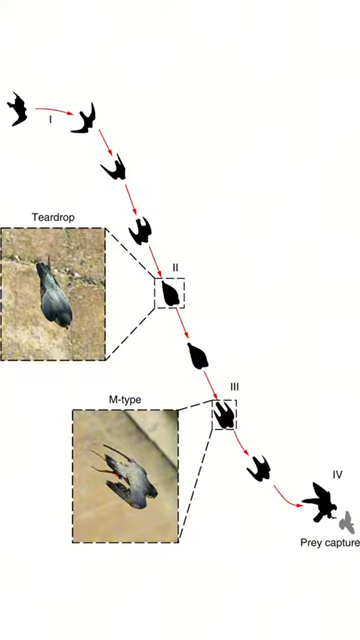 I
Teardrop
II
III
M-type
IV
Prey capture